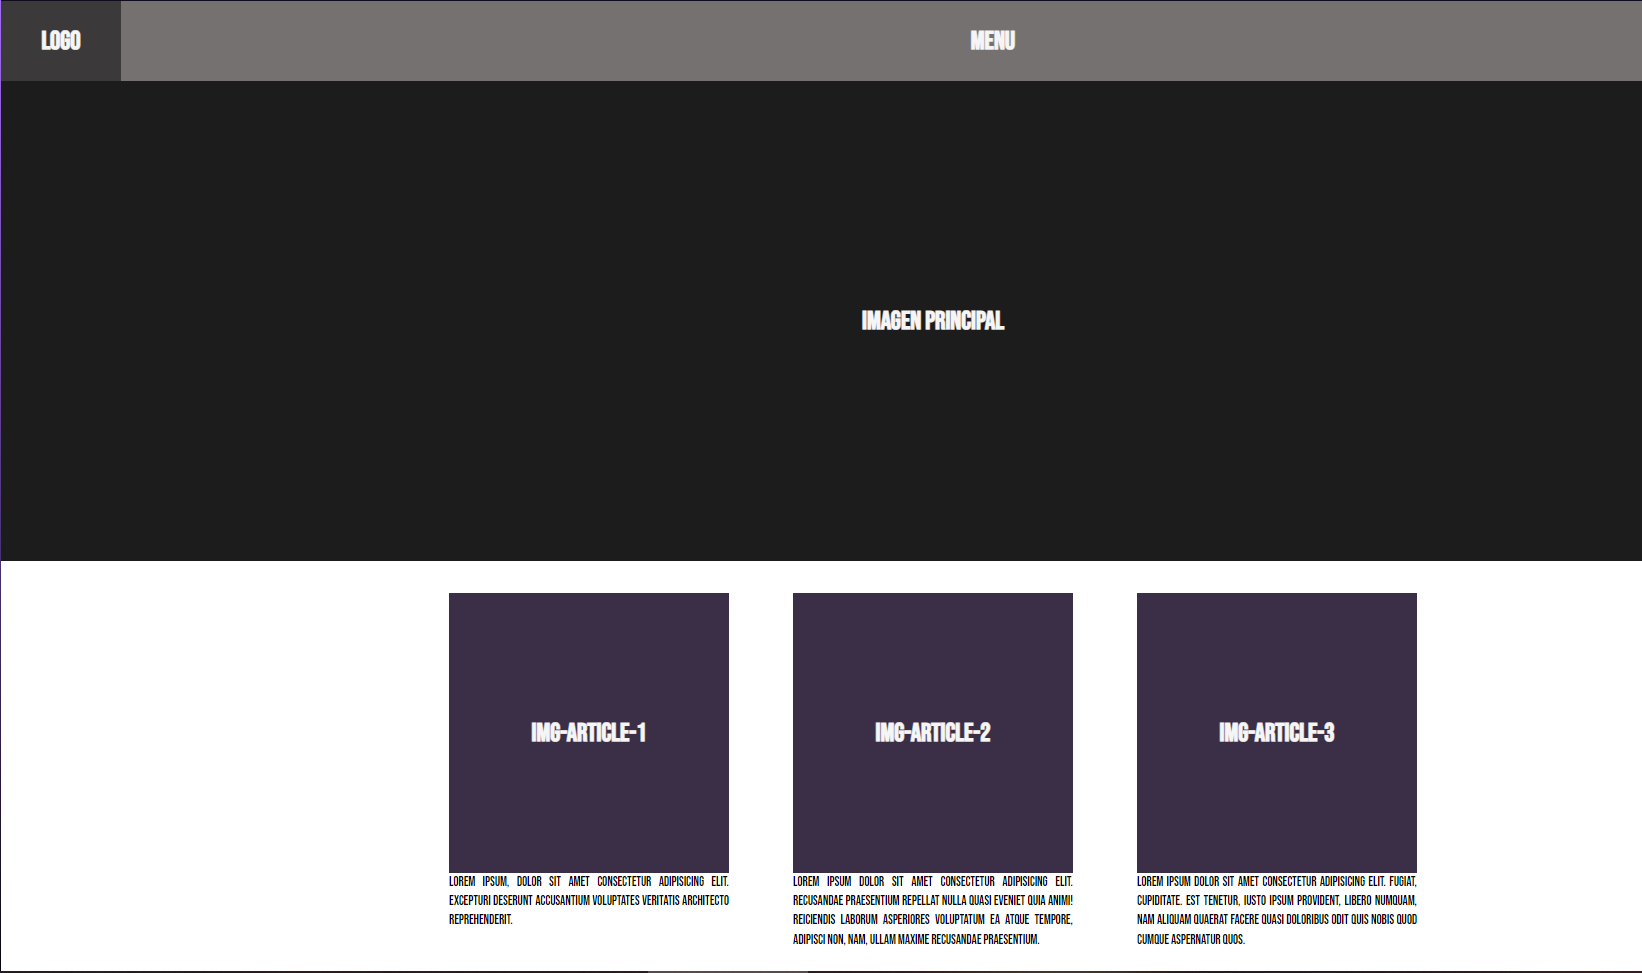 LOGO
MENU
IMAGEN PRINCIPAL
IMG-ARTICLE-1
LOREM IPSUM, DOLOR SIT AMET CONSECTETUR ADIPISICING ELIT.
EXCEPTURI DESERUNT ACCUSANTIUM VOLUPTATES VERITATIS ARCHITECTO
REPREHENDERIT.
IMG-ARTICLE-2
LOREM IPSUM DOLOR SIT AMET CONSECTETUR ADIPISICING ELIT.
RECUSANDAE PRAESENTIUM REPELLAT NULLA QUASI EVENIET QUIA ANIMI!
REICIENDIS LABORUM ASPERIORES VOLUPTATUM EA ATQUE TEMPORE,
ADIPISCI NON, NAM, ULLAM MAXIME RECUSANDAE PRAESENTIUM.
IMG-ARTICLE-3
LOREM IPSUM DOLOR SIT AMET CONSECTETUR ADIPISICING ELIT. FUGIAT,
CUPIDITATE. EST TENETUR, IUSTO IPSUM PROVIDENT, LIBERO NUMQUAM,
NAM ALIQUAM QUAERAT FACERE QUASI DOLORIBUS ODIT QUIS NOBIS QUOD
CUMQUE ASPERNATUR QUOS.